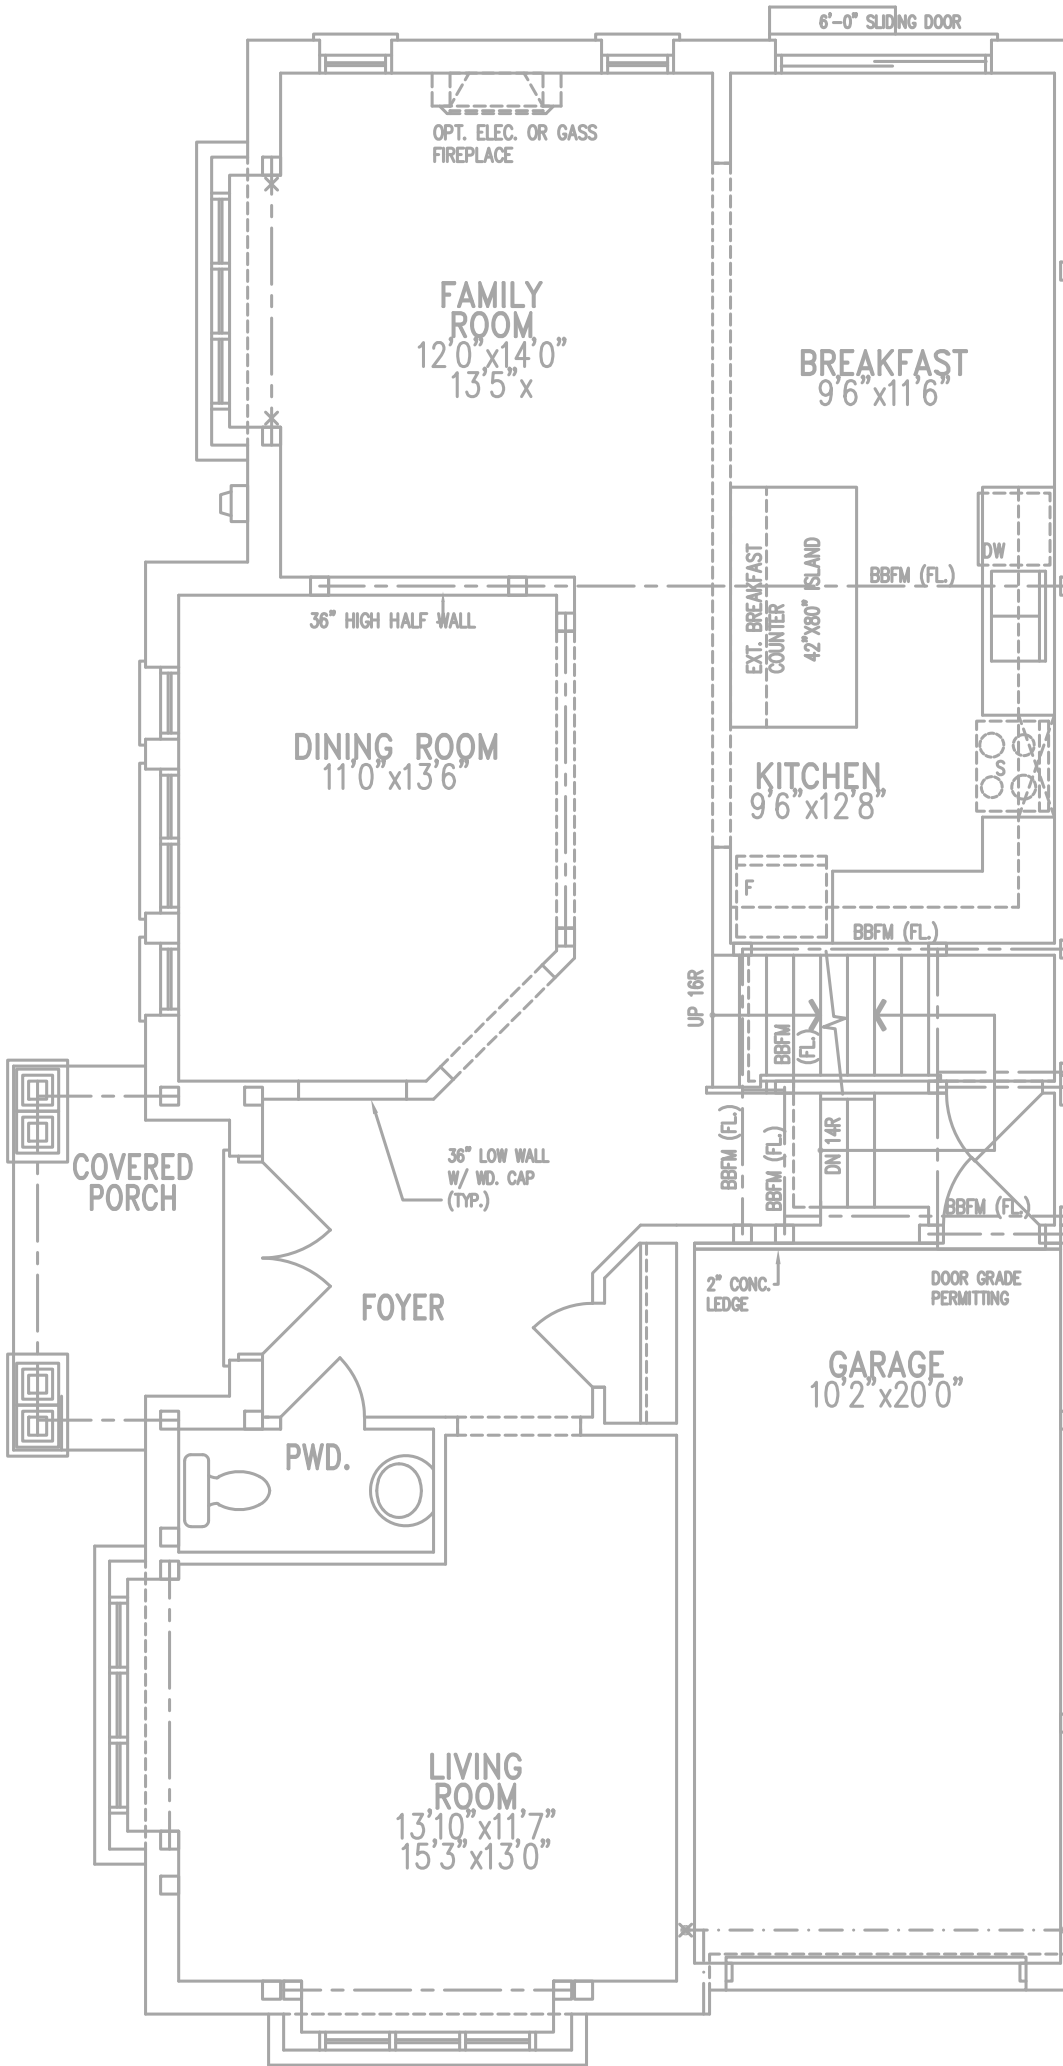 6'-0" SLIDING DOOR
OPT. ELEC. OR GASS
FIREPLACE
FAMILY
ROOM
12'0"x14'0"
13'5"x
BREAKFAST
9'6"x11'6"
EXT. BREAKFAST
COUNTER
42"X80" ISLAND
DW
BBFM (FL.)
36" HIGH HALF WALL
DINING ROOM
11'0"x13'6"
KITCHEN
9'6"x12'8"
S
F
BBFM (FL.)
UP 16R
BBFM
(FL.)
COVERED
PORCH
36" LOW WALL
W/ WD. CAP
(TYP.)
BBFM (FL.)
BBFM (FL.)
DN 14R
BBFM (FL.)
FOYER
2" CONC.
LEDGE
DOOR GRADE
PERMITTING
GARAGE
10'2"x20'0"
PWD.
LIVING
ROOM
13'10"x11'7"
15'3"x13'0"